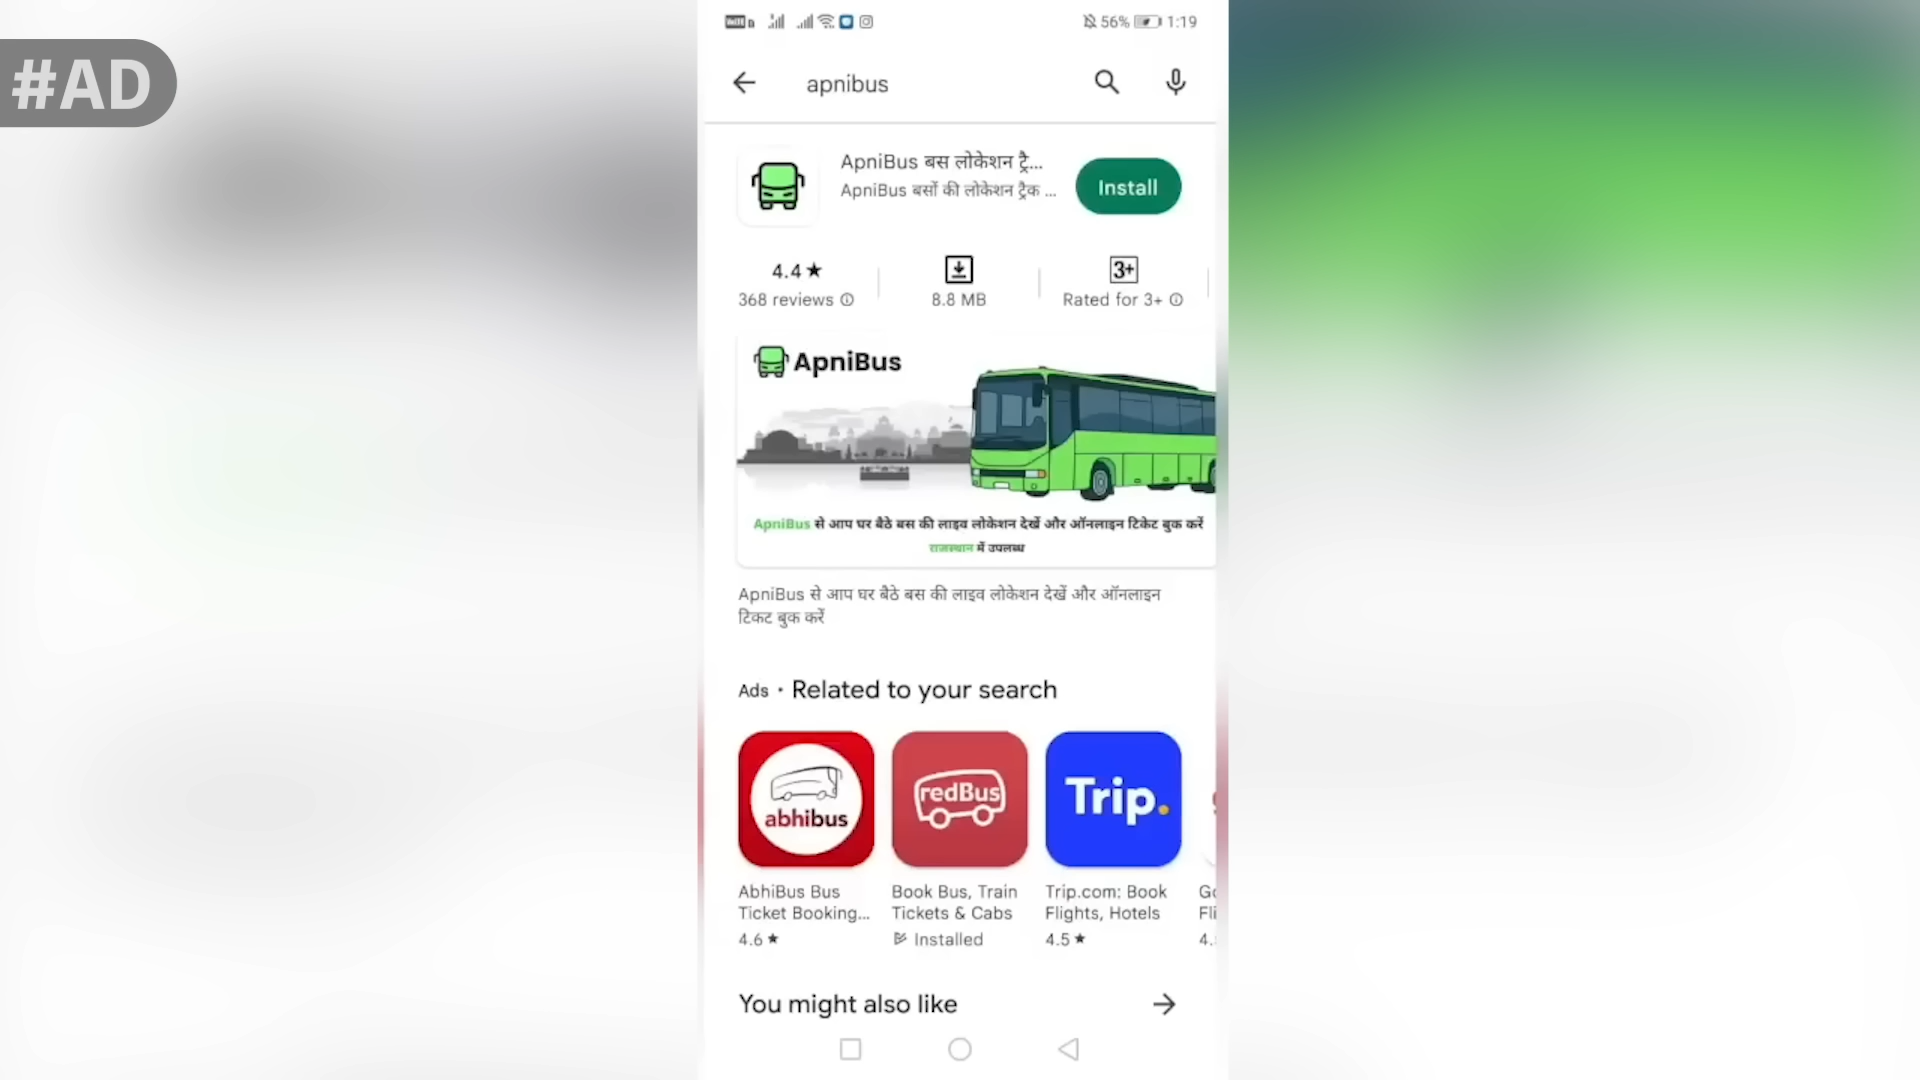 #AD
56% 1:19
apnibus
ApniBus बस लोकेशन ट्रै...
ApniBus बसों की लोकेशन ट्रैक ...
Install
4.4 ★
368 reviews
8.8 MB
3+
Rated for 3+
ApniBus
ApniBus से आप घर बैठे बस की लाइव लोकेशन देखें और ऑनलाइन टिकेट बुक करें
राजस्थान में उपलब्ध
ApniBus से आप घर बैठे बस की लाइव लोकेशन देखें और ऑनलाइन
टिकट बुक करें
Ads • Related to your search
abhibus
redBus
Trip.
AbhiBus Bus
Ticket Booking...
4.6 ★
Book Bus, Train
Tickets & Cabs
Installed
Trip.com: Book
Flights, Hotels
4.5 ★
You might also like